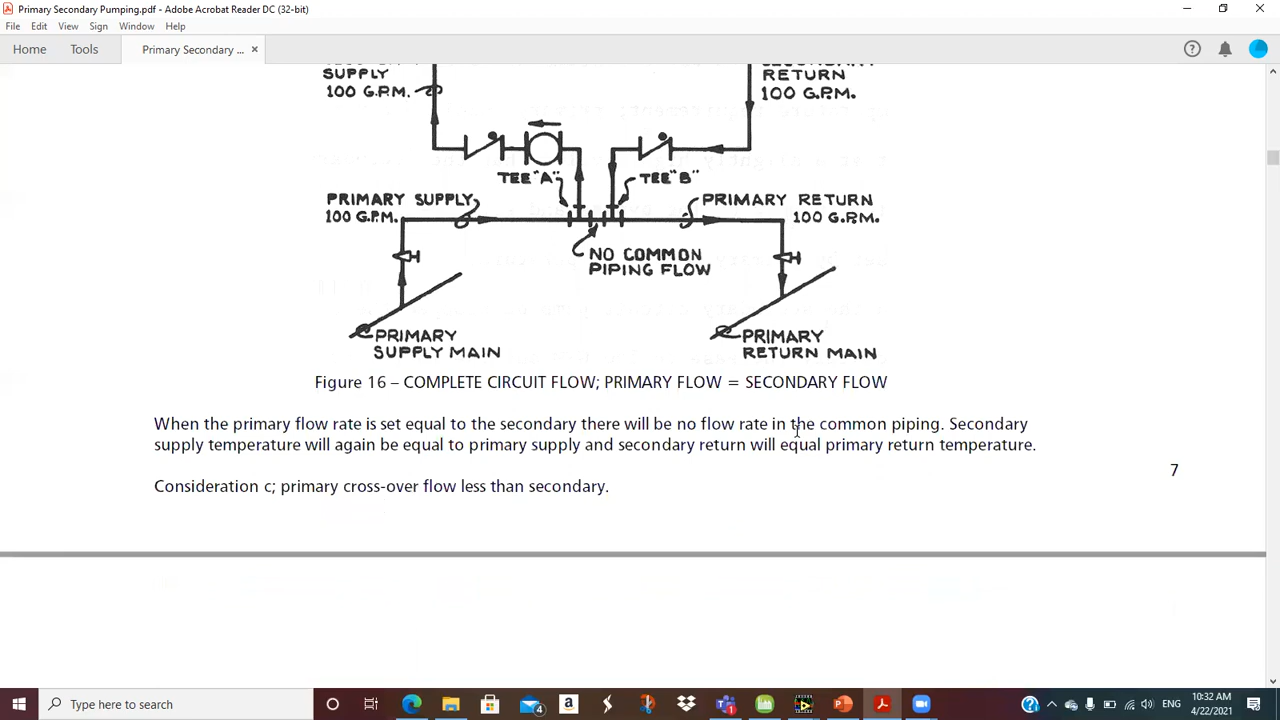 Primary Secondary Pumping.pdf - Adobe Acrobat Reader DC (32-bit)
File Edit View Sign Window Help
Home Tools Primary Secondary ... ×
SUPPLY
100 G.P.M.
RETURN
100 G.P.M.
TEE "A"
TEE "B"
PRIMARY SUPPLY
100 G.P.M.
PRIMARY RETURN
100 G.P.M.
NO COMMON
PIPING FLOW
PRIMARY
SUPPLY MAIN
PRIMARY
RETURN MAIN
Figure 16 – COMPLETE CIRCUIT FLOW; PRIMARY FLOW = SECONDARY FLOW
When the primary flow rate is set equal to the secondary there will be no flow rate in the common piping. Secondary
supply temperature will again be equal to primary supply and secondary return will equal primary return temperature.
7
Consideration c; primary cross-over flow less than secondary.
Type here to search
4
1
ENG
10:32 AM
4/22/2021